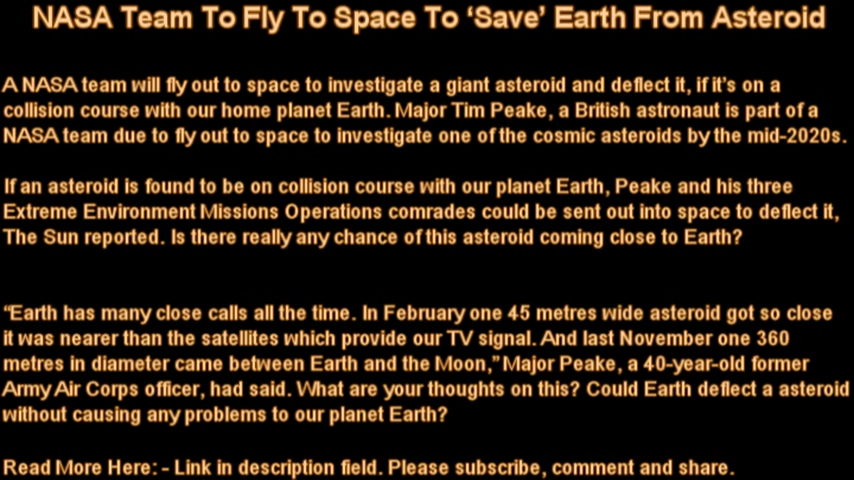 NASA Team To Fly To Space To ‘Save’ Earth From Asteroid
A NASA team will fly out to space to investigate a giant asteroid and deflect it, if it's on a
collision course with our home planet Earth. Major Tim Peake, a British astronaut is part of a
NASA team due to fly out to space to investigate one of the cosmic asteroids by the mid-2020s.
If an asteroid is found to be on collision course with our planet Earth, Peake and his three
Extreme Environment Missions Operations comrades could be sent out into space to deflect it,
The Sun reported. Is there really any chance of this asteroid coming close to Earth?
“Earth has many close calls all the time. In February one 45 metres wide asteroid got so close
it was nearer than the satellites which provide our TV signal. And last November one 360
metres in diameter came between Earth and the Moon,” Major Peake, a 40-year-old former
Army Air Corps officer, had said. What are your thoughts on this? Could Earth deflect a asteroid
without causing any problems to our planet Earth?
Read More Here: - Link in description field. Please subscribe, comment and share.